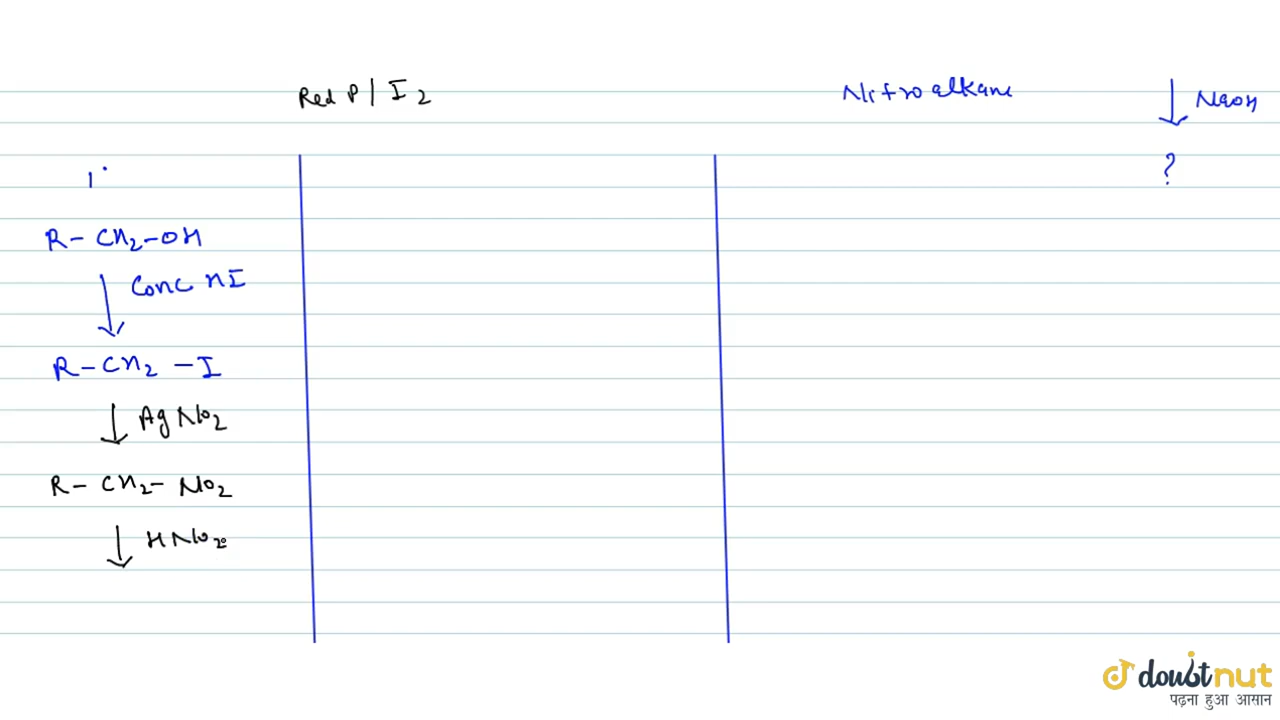 Red P / I2
Nitroalkane
↓ NaOH
?
1°
R-CH2-OH
↓ Conc HI
R-CH2-I
↓ AgNO2
R-CH2-NO2
↓ HNO2
doubtnut
पढ़ना हुआ आसान